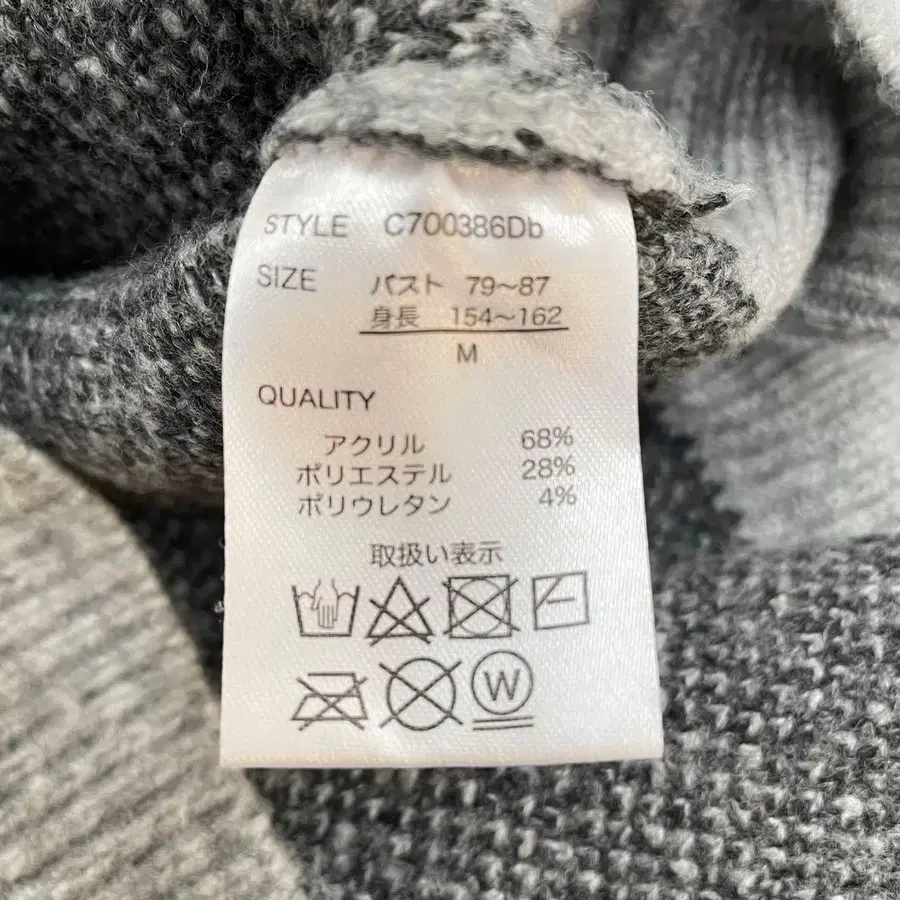 STYLE C700386Db
SIZE バスト 79～87
身長 154～162
M
QUALITY
アクリル 68%
ポリエステル 28%
ポリウレタン 4%
取扱い表示
W